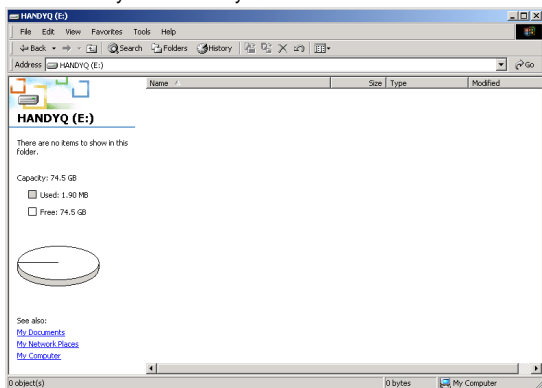 HANDYQ (E:)
File Edit View Favorites Tools Help
Back Search Folders History
Address HANDYQ (E:) Go
Name Size Type Modified
HANDYQ (E:)
There are no items to show in this
folder.
Capacity: 74.5 GB
Used: 1.90 MB
Free: 74.5 GB
See also:
My Documents
My Network Places
My Computer
0 object(s) 0 bytes My Computer